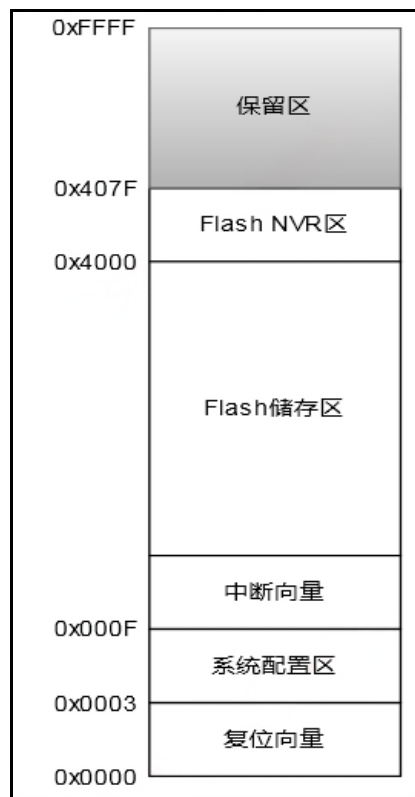 0xFFFF
保留区
0x407F
Flash NVR区
0x4000
Flash储存区
中断向量
0x000F
系统配置区
0x0003
复位向量
0x0000